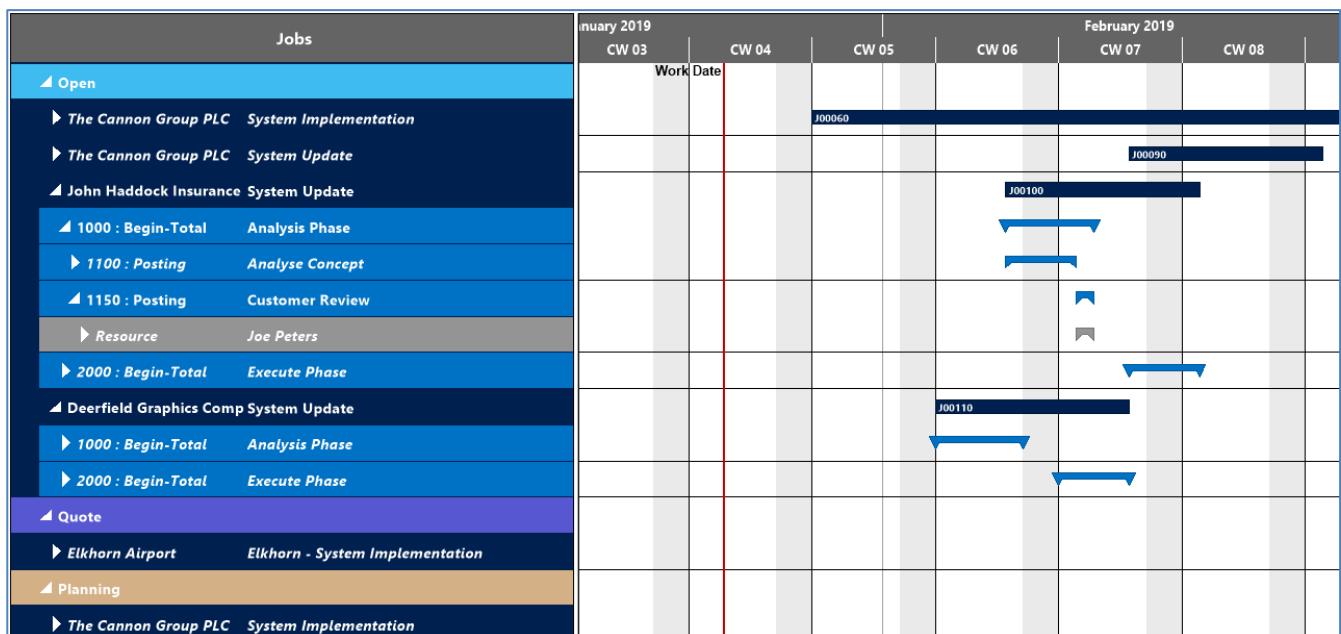 Jobs
nuary 2019
February 2019
CW 03
CW 04
CW 05
CW 06
CW 07
CW 08
Work Date
Open
The Cannon Group PLC System Implementation
J00060
The Cannon Group PLC System Update
J00090
John Haddock Insurance System Update
J00100
1000 : Begin-Total Analysis Phase
1100 : Posting Analyse Concept
1150 : Posting Customer Review
Resource Joe Peters
2000 : Begin-Total Execute Phase
Deerfield Graphics Comp System Update
J00110
1000 : Begin-Total Analysis Phase
2000 : Begin-Total Execute Phase
Quote
Elkhorn Airport Elkhorn - System Implementation
Planning
The Cannon Group PLC System Implementation